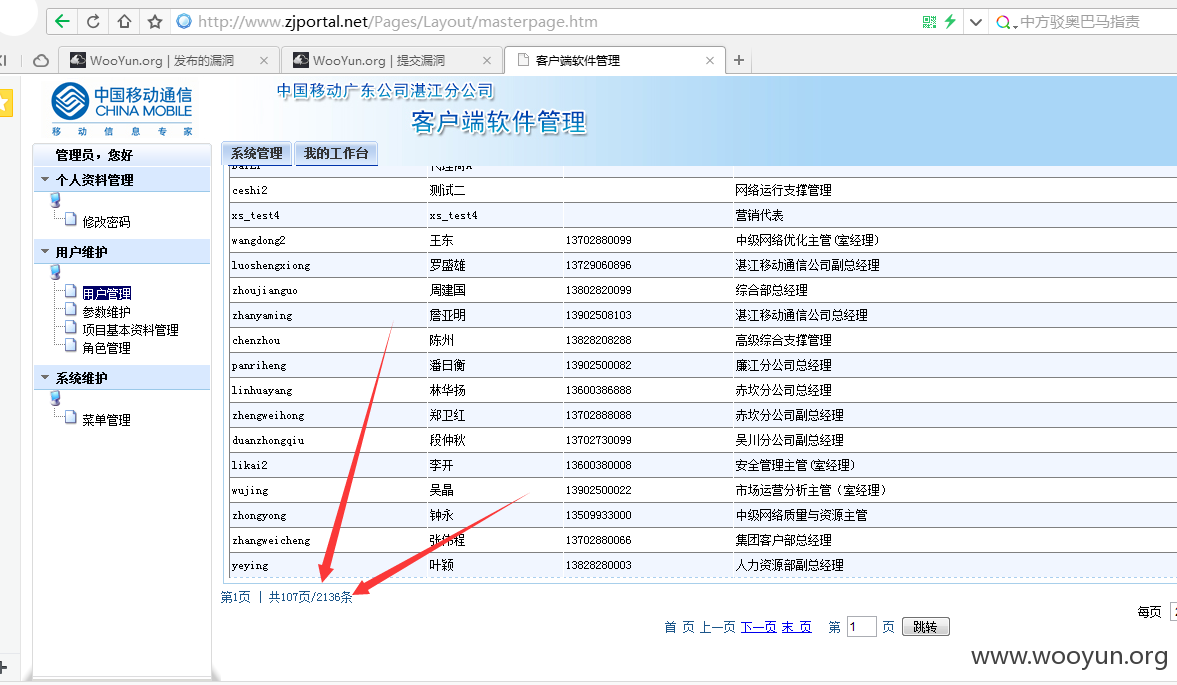 http://www.zjportal.net/Pages/Layout/masterpage.htm
中方驳奥巴马指责
WooYun.org | 发布的漏洞
WooYun.org | 提交漏洞
客户端软件管理
中国移动通信
CHINA MOBILE
移 动 信 息 专 家
中国移动广东公司湛江分公司
客户端软件管理
管理员，您好
系统管理
我的工作台
个人资料管理
修改密码
用户维护
用户管理
参数维护
项目基本资料管理
角色管理
系统维护
菜单管理
ceshi2 测试二 网络运行支撑管理
xs_test4 xs_test4 营销代表
wangdong2 王东 13702880099 中级网络优化主管(室经理)
luoshengxiong 罗盛雄 13729060896 湛江移动通信公司副总经理
zhoujianguo 周建国 13802820099 综合部总经理
zhanyaming 詹亚明 13902508103 湛江移动通信公司总经理
chenzhou 陈州 13828208288 高级综合支撑管理
panriheng 潘日衡 13902500082 廉江分公司总经理
linhuayang 林华扬 13600386888 赤坎分公司总经理
zhengweihong 郑卫红 13702888088 赤坎分公司副总经理
duanzhongqiu 段仲秋 13702730099 吴川分公司副总经理
likai2 李开 13600380008 安全管理主管(室经理)
wujing 吴晶 13902500022 市场运营分析主管（室经理）
zhongyong 钟永 13509933000 中级网络质量与资源主管
zhangweicheng 张伟程 13702880066 集团客户部总经理
yeying 叶颖 13828280003 人力资源部副总经理
第1页 | 共107页/2136条
每页
首 页 上一页 下一页 末 页 第 1 页 跳转
www.wooyun.org